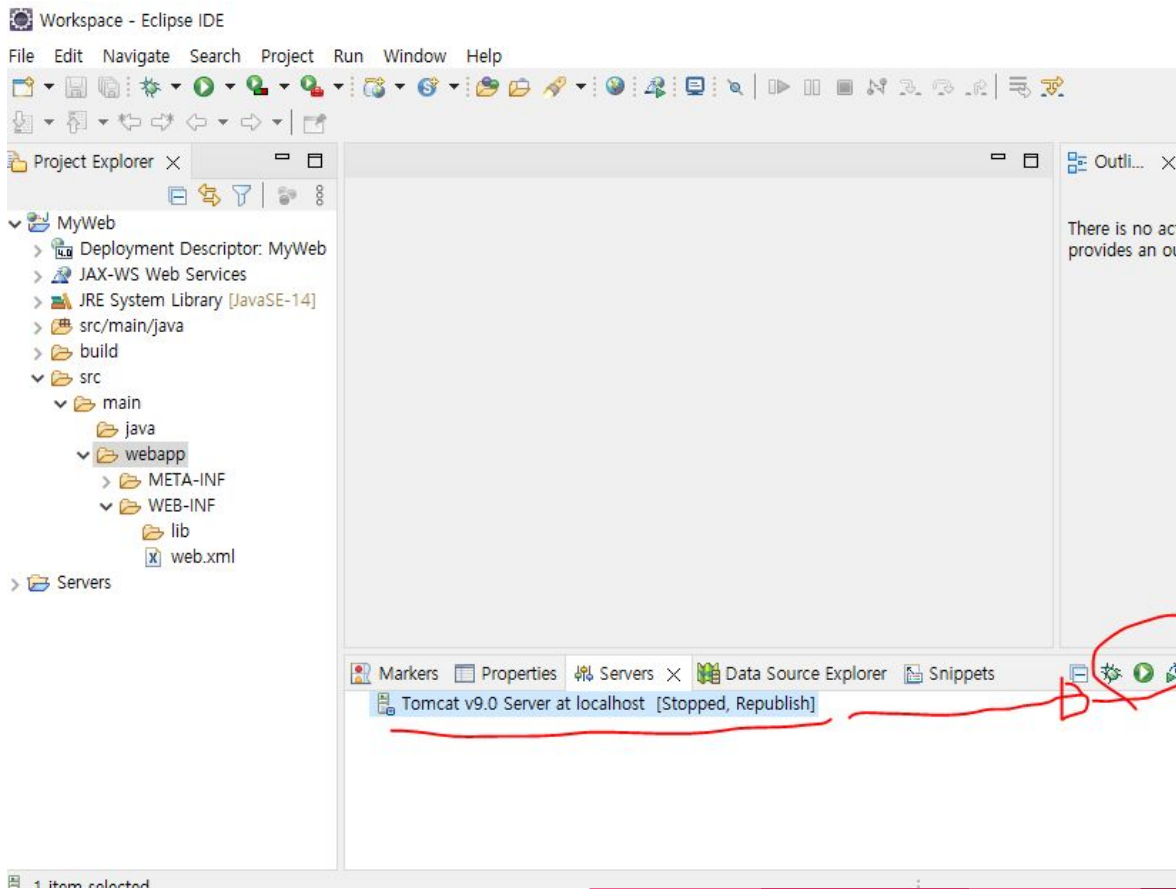 Workspace - Eclipse IDE
File Edit Navigate Search Project Run Window Help
Project Explorer
Outli...
MyWeb
Deployment Descriptor: MyWeb
JAX-WS Web Services
JRE System Library [JavaSE-14]
src/main/java
build
src
main
java
webapp
META-INF
WEB-INF
lib
web.xml
Servers
There is no
provides an
Markers Properties Servers Data Source Explorer Snippets
Tomcat v9.0 Server at localhost [Stopped, Republish]
1 item selected